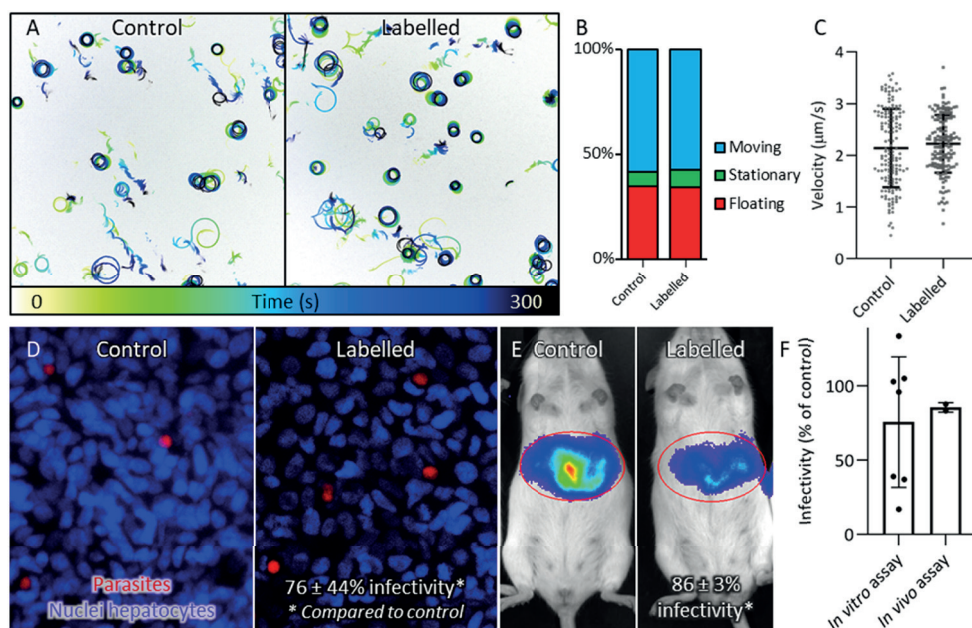 A
Control
Labelled
0
Time (s)
300
B
100%
50%
0%
Control
Labelled
Moving
Stationary
Floating
C
Velocity (μm/s)
4
3
2
1
0
Control
Labelled
D
Control
Labelled
Parasites
Nuclei hepatocytes
76 ± 44% infectivity*
* Compared to control
E
Control
Labelled
86 ± 3%
infectivity*
F
Infectivity (% of control)
100
50
0
In vitro assay
In vivo assay